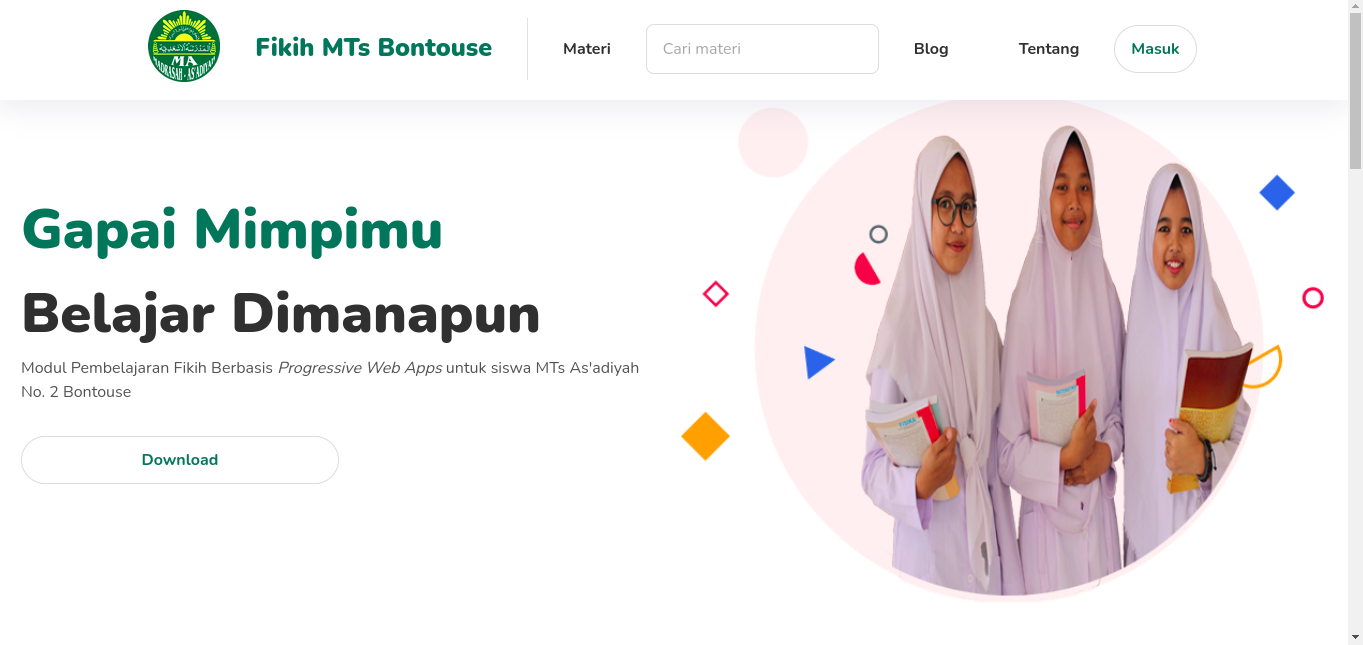 MA
MADRASAH - AS'ADIYAH
Fikih MTs Bontouse
Materi
Cari materi
Blog
Tentang
Masuk
Gapai Mimpimu
Belajar Dimanapun
Modul Pembelajaran Fikih Berbasis Progressive Web Apps untuk siswa MTs As'adiyah
No. 2 Bontouse
Download